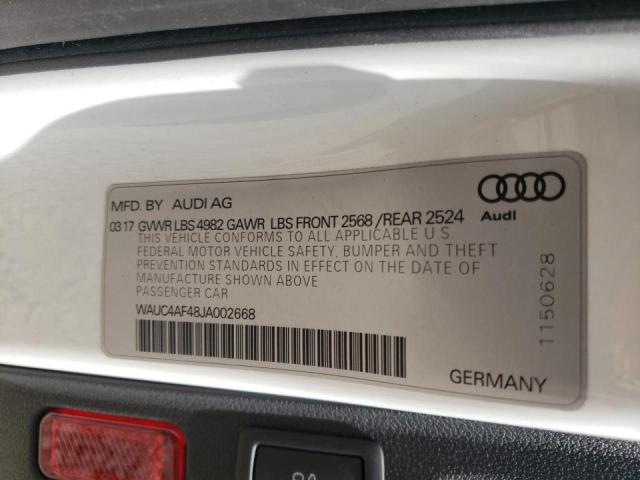 MFD. BY AUDI AG
Audi
03 17 GVWR LBS 4982 GAWR LBS FRONT 2568 /REAR 2524
THIS VEHICLE CONFORMS TO ALL APPLICABLE U S.
FEDERAL MOTOR VEHICLE SAFETY, BUMPER AND THEFT
PREVENTION STANDARDS IN EFFECT ON THE DATE OF
MANUFACTURE SHOWN ABOVE
PASSENGER CAR
WAUC4AF48JA002668
1150628
GERMANY